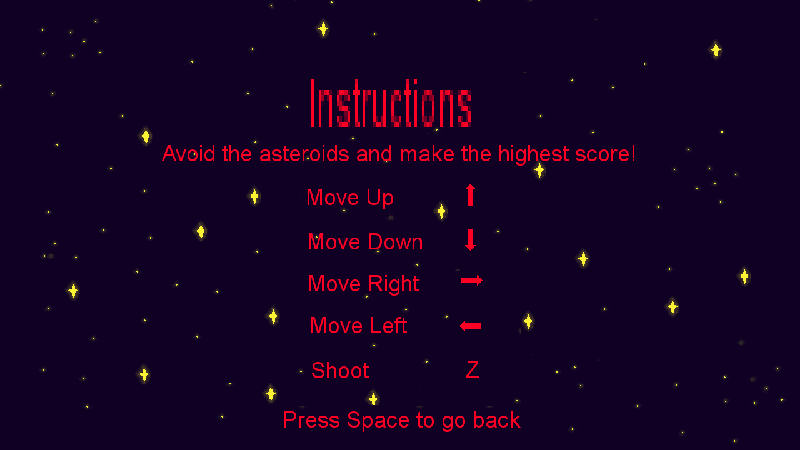 Instructions
Avoid the asteroids and make the highest score!
Move Up ⬆
Move Down ⬇
Move Right ➡
Move Left ⬅
Shoot Z
Press Space to go back